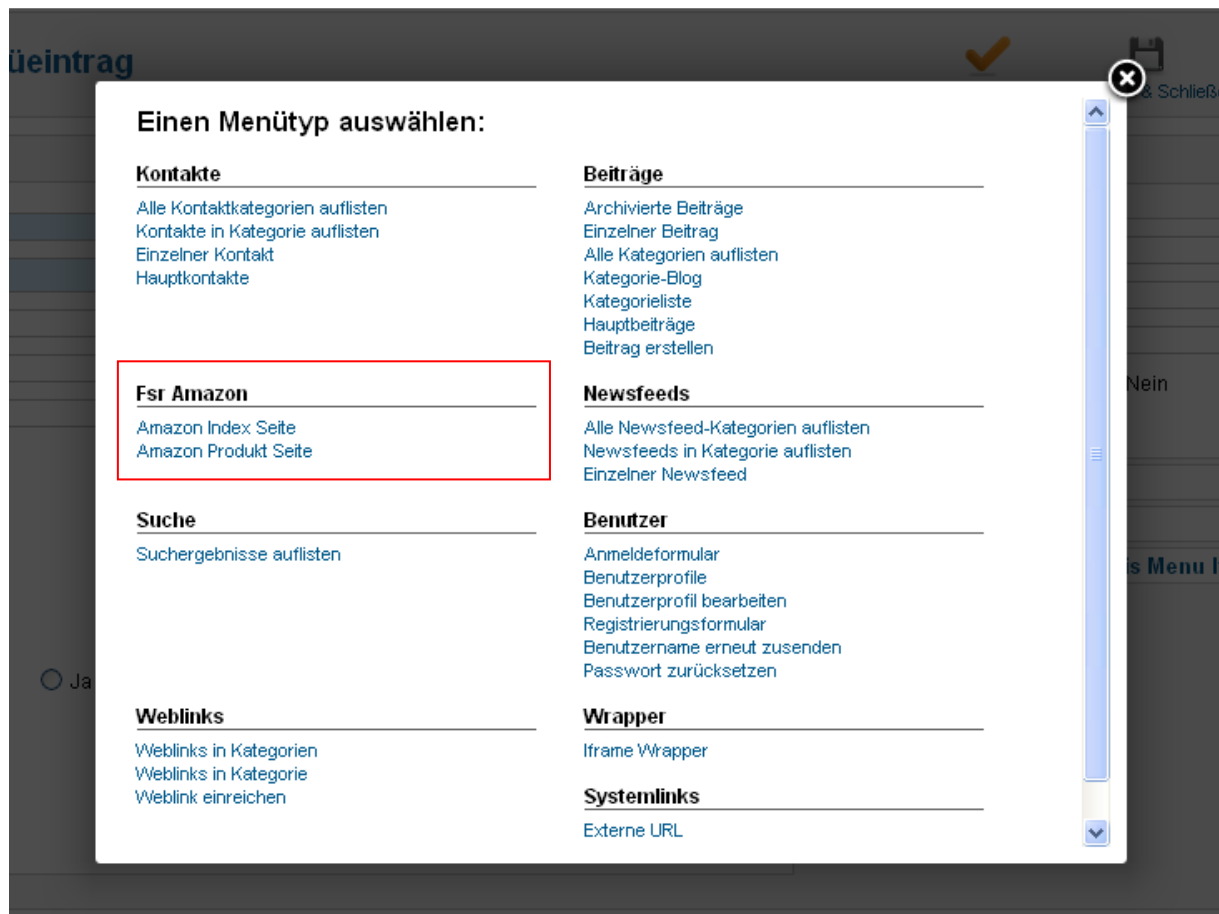 üeintrag
& Schließ
Einen Menütyp auswählen:
Kontakte
Alle Kontaktkategorien auflisten
Kontakte in Kategorie auflisten
Einzelner Kontakt
Hauptkontakte
Beiträge
Archivierte Beiträge
Einzelner Beitrag
Alle Kategorien auflisten
Kategorie-Blog
Kategorieliste
Hauptbeiträge
Beitrag erstellen
Fsr Amazon
Amazon Index Seite
Amazon Produkt Seite
Newsfeeds
Alle Newsfeed-Kategorien auflisten
Newsfeeds in Kategorie auflisten
Einzelner Newsfeed
Nein
Suche
Suchergebnisse auflisten
Benutzer
Anmeldeformular
Benutzerprofile
Benutzerprofil bearbeiten
Registrierungsformular
Benutzername erneut zusenden
Passwort zurücksetzen
is Menu I
Ja
Weblinks
Weblinks in Kategorien
Weblinks in Kategorie
Weblink einreichen
Wrapper
Iframe Wrapper
Systemlinks
Externe URL